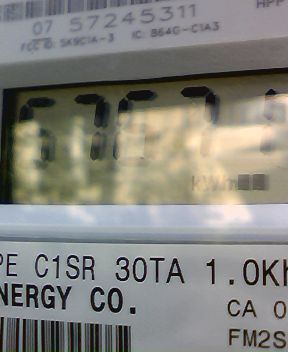 HPP
07 57245311
FCC ID: SK9C1A-3 IC: 864G-C1A3
kWh
PE C1SR 30TA 1.0Kh
NERGY CO.
CA 0
FM2S